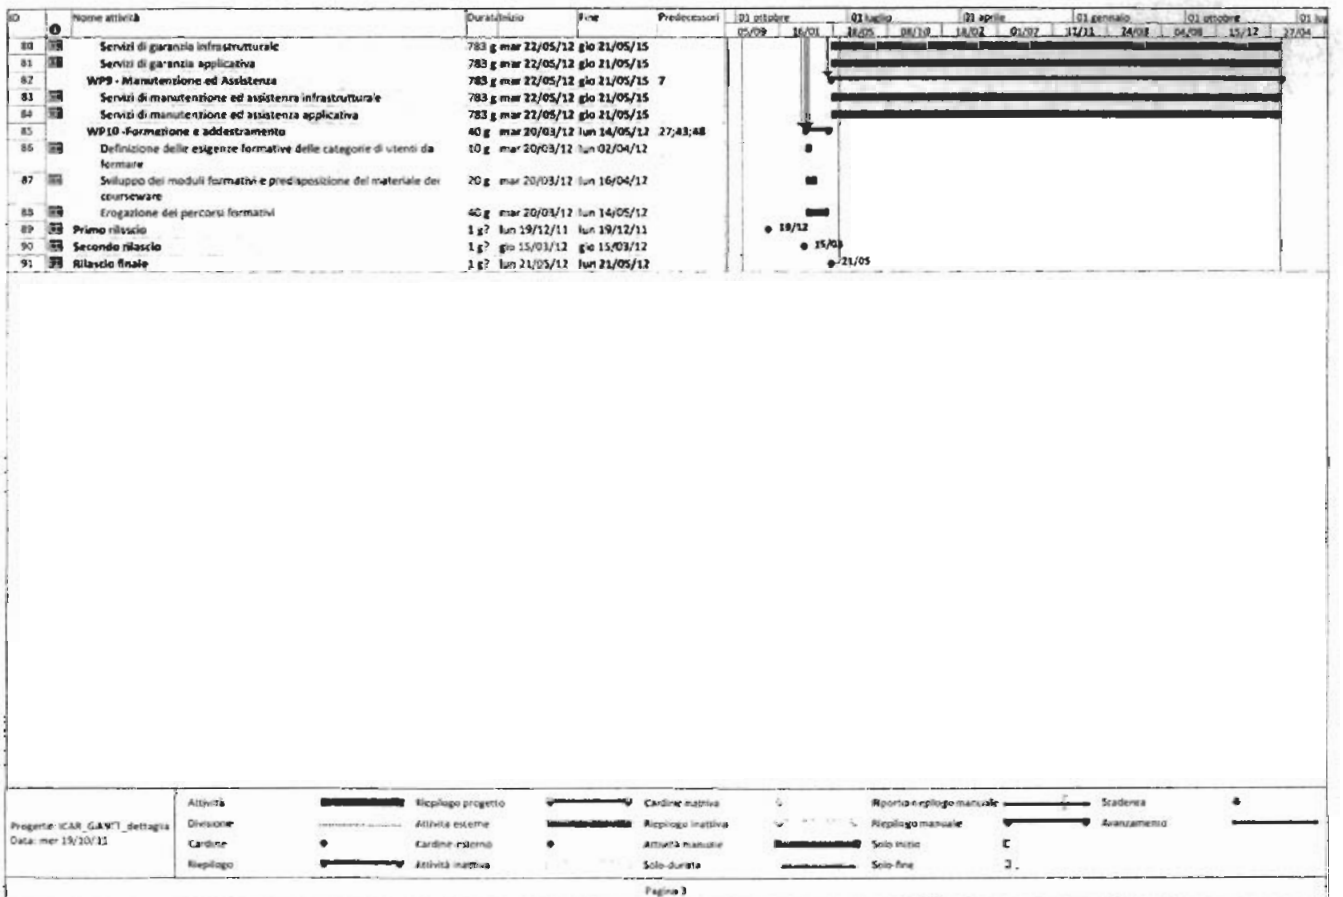 ID Nome attività Durata Inizio Fine Predecessori 01 ottobre 01 luglio 01 aprile 01 gennaio 01 ottobre 01
05/09 16/01 28/05 08/10 18/02 01/07 11/11 24/03 04/08 15/12 27/04
80 Servizi di garanzia infrastrutturale 783 g mar 22/05/12 gio 21/05/15
81 Servizi di garanzia applicativa 783 g mar 22/05/12 gio 21/05/15
82 WP9 - Manutenzione ed Assistenza 783 g mar 22/05/12 gio 21/05/15 7
83 Servizi di manutenzione ed assistenza infrastrutturale 783 g mar 22/05/12 gio 21/05/15
84 Servizi di manutenzione ed assistenza applicativa 783 g mar 22/05/12 gio 21/05/15
85 WP10 -Formazione e addestramento 40 g mar 20/03/12 lun 14/05/12 27;43;48
86 Definizione delle esigenze formative delle categorie di utenti da 10 g mar 20/03/12 lun 02/04/12
formare
87 Sviluppo dei moduli formativi e predisposizione del materiale dei 20 g mar 20/03/12 lun 16/04/12
courseware
88 Erogazione dei percorsi formativi 40 g mar 20/03/12 lun 14/05/12
89 Primo rilascio 1 g? lun 19/12/11 lun 19/12/11 19/12
90 Secondo rilascio 1 g? gio 15/03/12 gio 15/03/12 15/03
91 Rilascio finale 1 g? lun 21/05/12 lun 21/05/12 21/05
Attività Riepilogo progetto Cardine inattiva Riporto riepilogo manuale Scadenza
Progetto: ICAR_GANTT_dettaglia Divisione Attività esterne Riepilogo inattiva Riepilogo manuale Avanzamento
Data: mer 19/10/11 Cardine Cardine esterno Attività manuale Solo inizio
Riepilogo Attività inattiva Solo-durata Solo-fine
Pagina 3